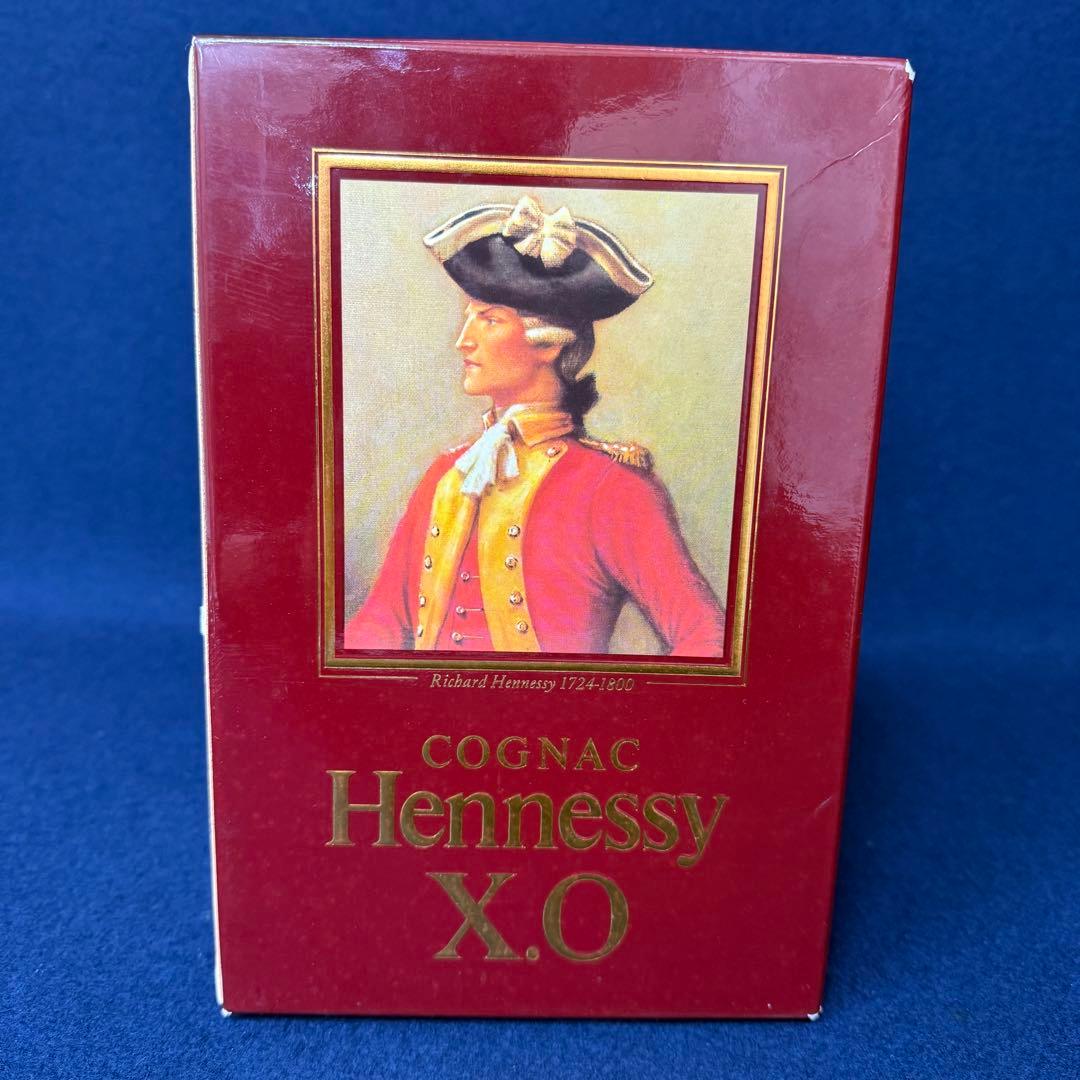 Richard Hennessy 1724-1800
COGNAC
Hennessy
X.O